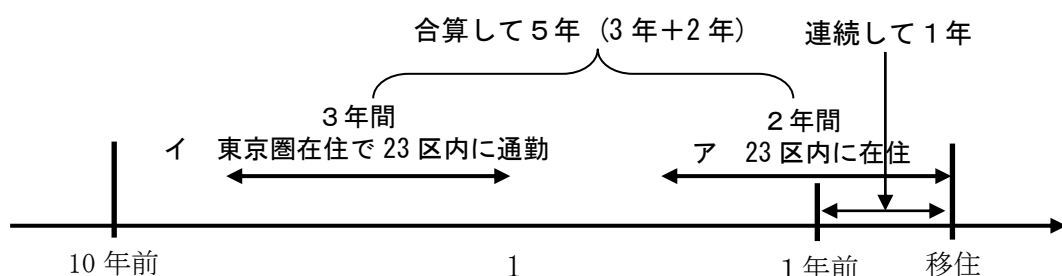 合算して５年（3 年＋2 年） 連続して１年
３年間 ２年間
イ 東京圏在住で 23 区内に通勤 ア 23 区内に在住
10 年前 1 1 年前 移住